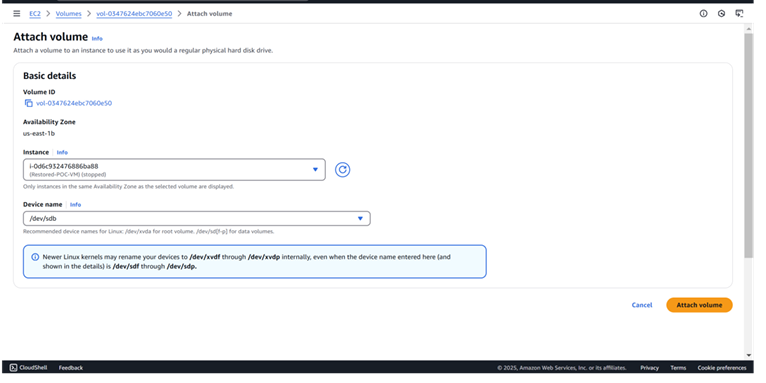 EC2 > Volumes > vol-0347624ebc7060e50 > Attach volume
Attach volume Info
Attach a volume to an instance to use it as you would a regular physical hard disk drive.
Basic details
Volume ID
vol-0347624ebc7060e50
Availability Zone
us-east-1b
Instance | Info
i-0d6c932476886ba88
(Restored-POC-VM) (stopped)
Only instances in the same Availability Zone as the selected volume are displayed.
Device name | Info
/dev/sdb
Recommended device names for Linux: /dev/xvda for root volume. /dev/sd[f-p] for data volumes.
Newer Linux kernels may rename your devices to /dev/xvdf through /dev/xvdp internally, even when the device name entered here (and
shown in the details) is /dev/sdf through /dev/sdp.
Cancel Attach volume
CloudShell Feedback © 2025, Amazon Web Services, Inc. or its affiliates. Privacy Terms Cookie preferences